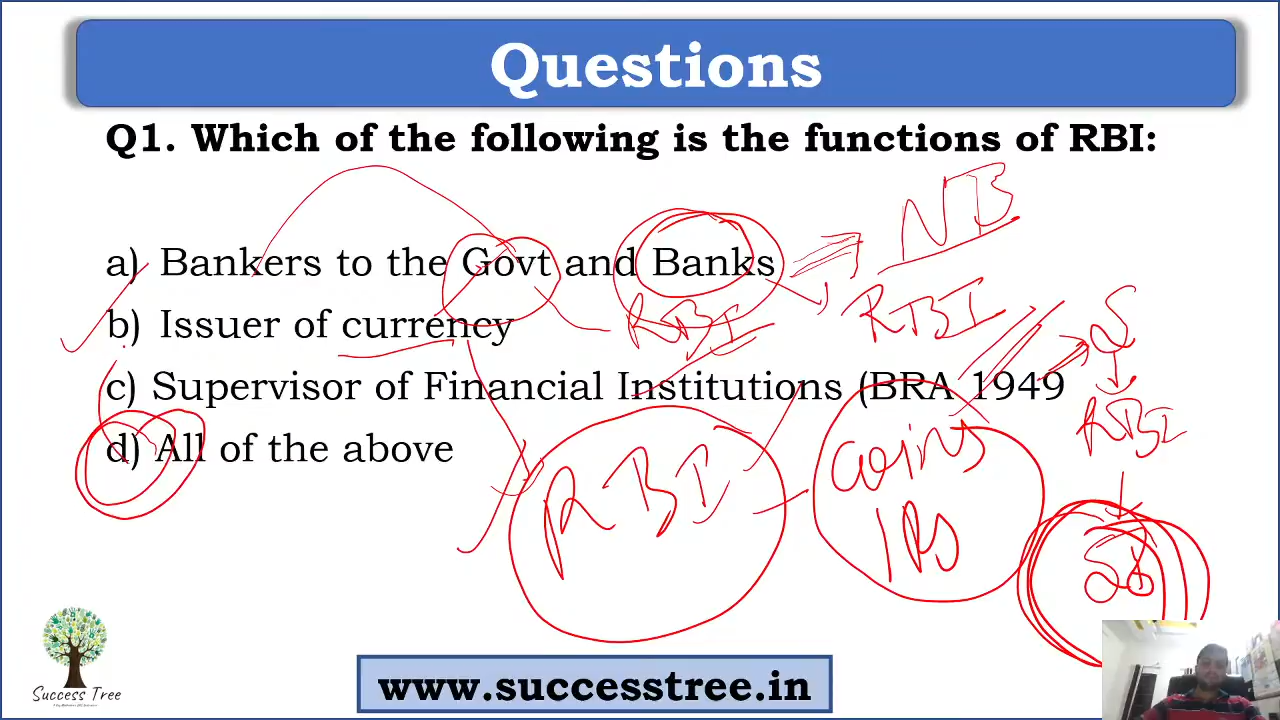 Questions
Q1. Which of the following is the functions of RBI:
NB
a) Bankers to the Govt and Banks
RBI
RBI
b) Issuer of currency
c) Supervisor of Financial Institutions (BRA 1949
RBI
d) All of the above
coins
RBI
1Rs
Success Tree
www.successtree.in